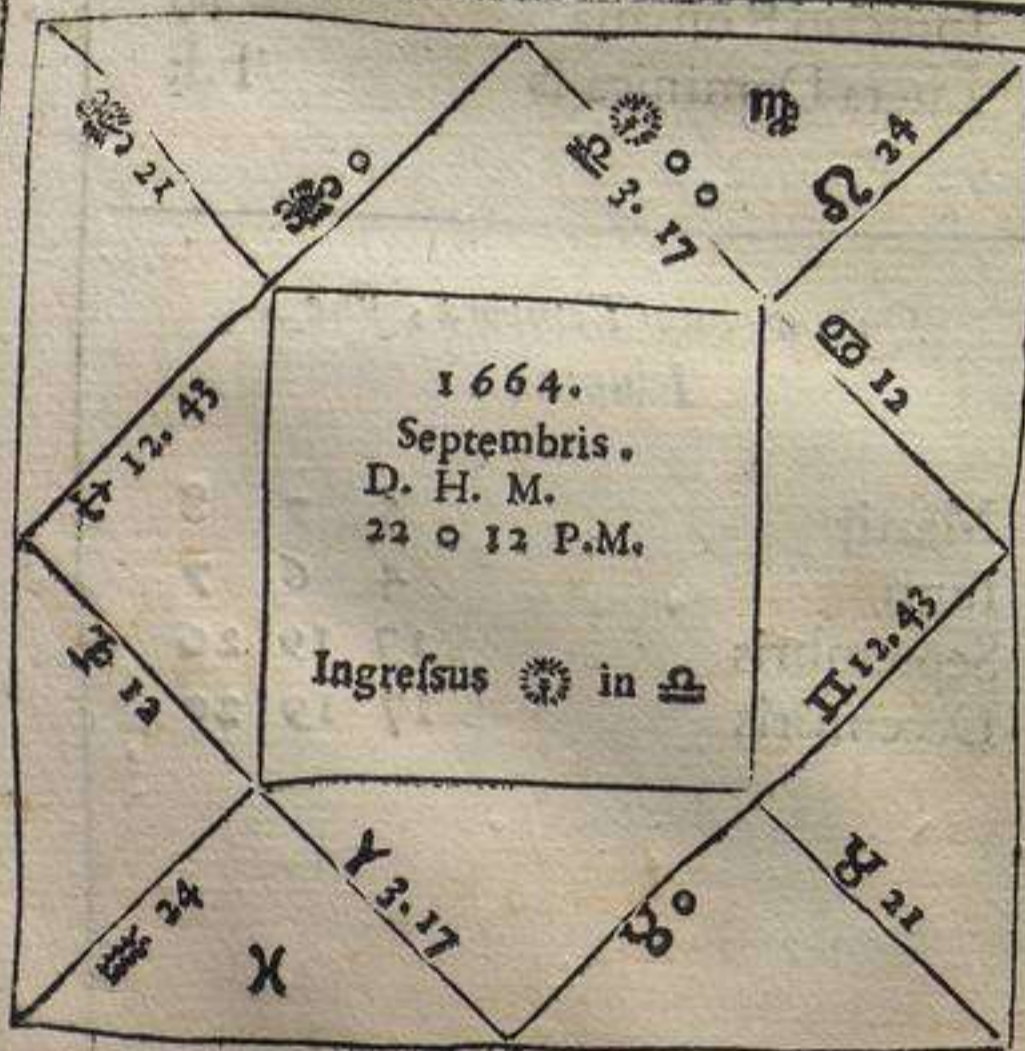 ♏ 21
♏ 0
☉ 0 0
♍
♎ 3. 17
♌ 24
♋ 12
♐ 12. 43
1664.
Septembris.
D. H. M.
22 0 12 P.M.
Ingreſsus ☉ in ♎
♑ 12
♊ 12. 43
♒ 24
♓
♈ 3. 17
♉ 0
♉ 21